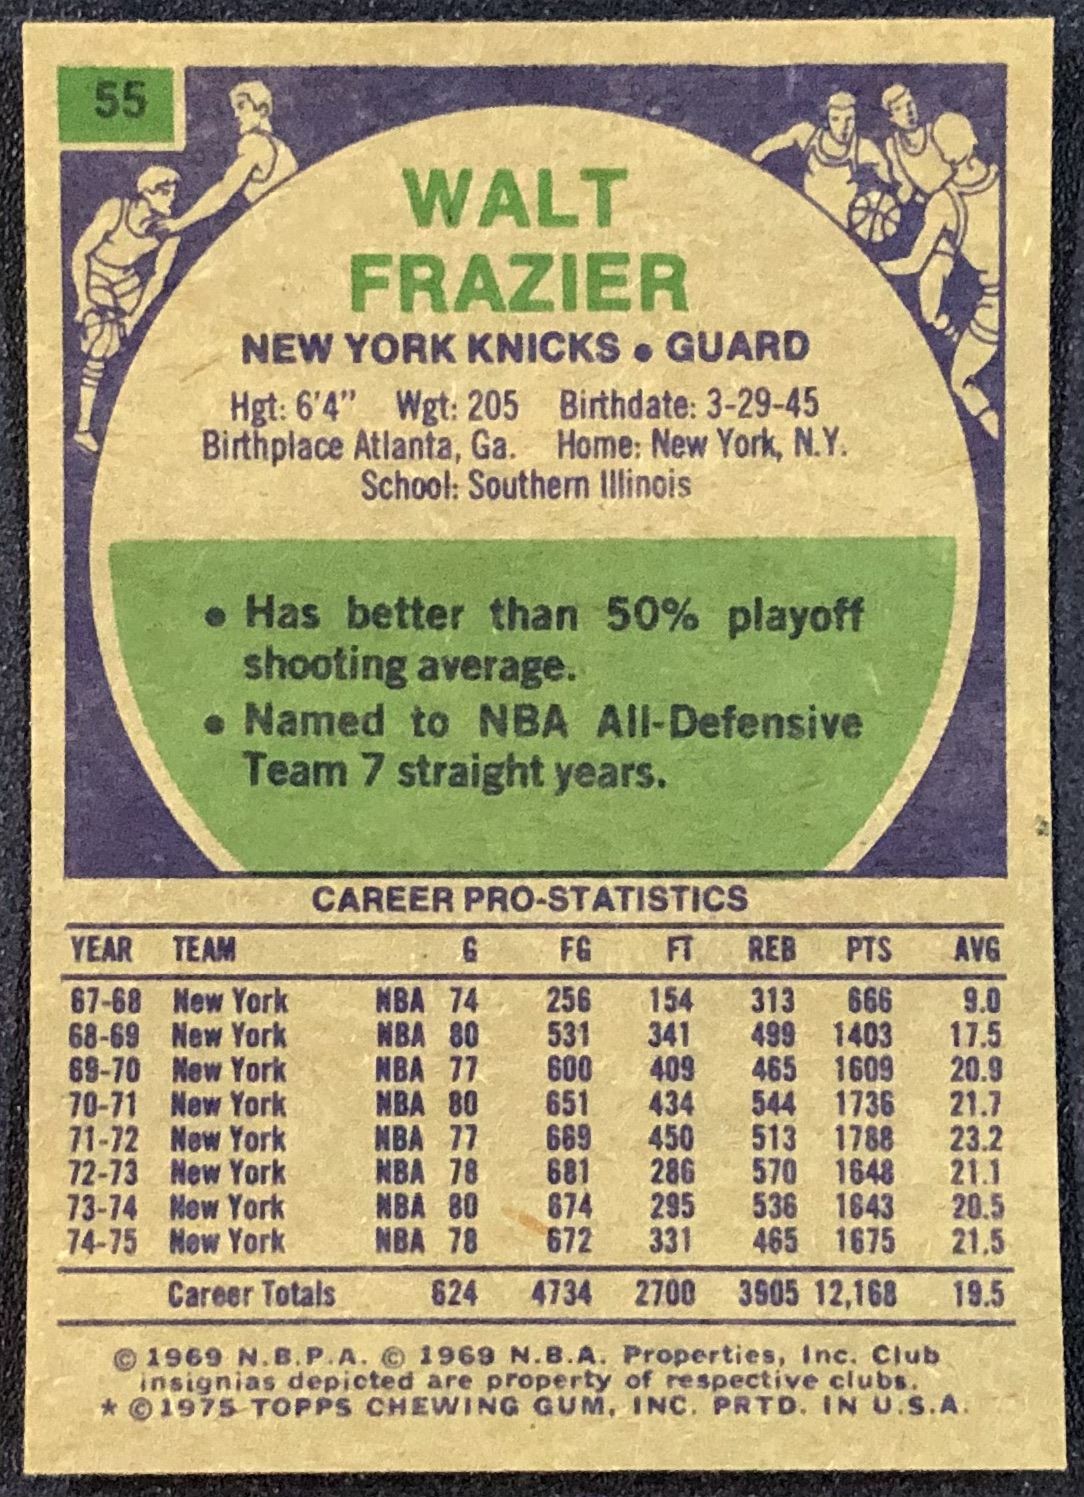 55
WALT
FRAZIER
NEW YORK KNICKS • GUARD
Hgt: 6'4" Wgt: 205 Birthdate: 3-29-45
Birthplace Atlanta, Ga. Home: New York, N.Y.
School: Southern Illinois
• Has better than 50% playoff
shooting average.
• Named to NBA All-Defensive
Team 7 straight years.
CAREER PRO-STATISTICS
YEAR TEAM G FG FT REB PTS AVG
67-68 New York NBA 74 256 154 313 666 9.0
68-69 New York NBA 80 531 341 499 1403 17.5
69-70 New York NBA 77 600 409 465 1609 20.9
70-71 New York NBA 80 651 434 544 1736 21.7
71-72 New York NBA 77 669 450 513 1788 23.2
72-73 New York NBA 78 681 286 570 1648 21.1
73-74 New York NBA 80 674 295 536 1643 20.5
74-75 New York NBA 78 672 331 465 1675 21.5
Career Totals 624 4734 2700 3905 12,168 19.5
© 1969 N.B.P.A. © 1969 N.B.A. Properties, Inc. Club
insignias depicted are property of respective clubs.
* © 1975 TOPPS CHEWING GUM, INC. PRTD. IN U.S.A.